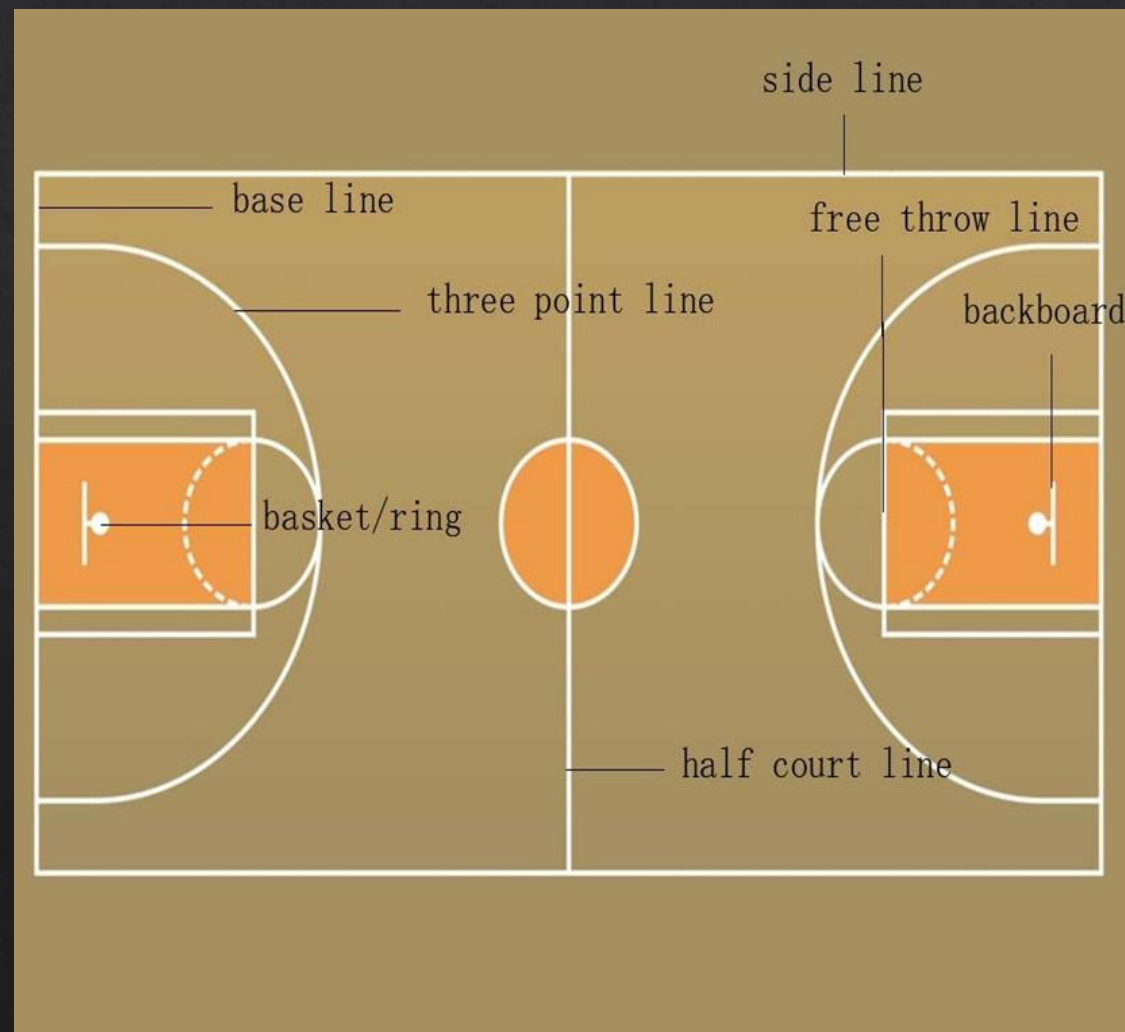 side line
base line
free throw line
three point line
backboard
basket/ring
half court line